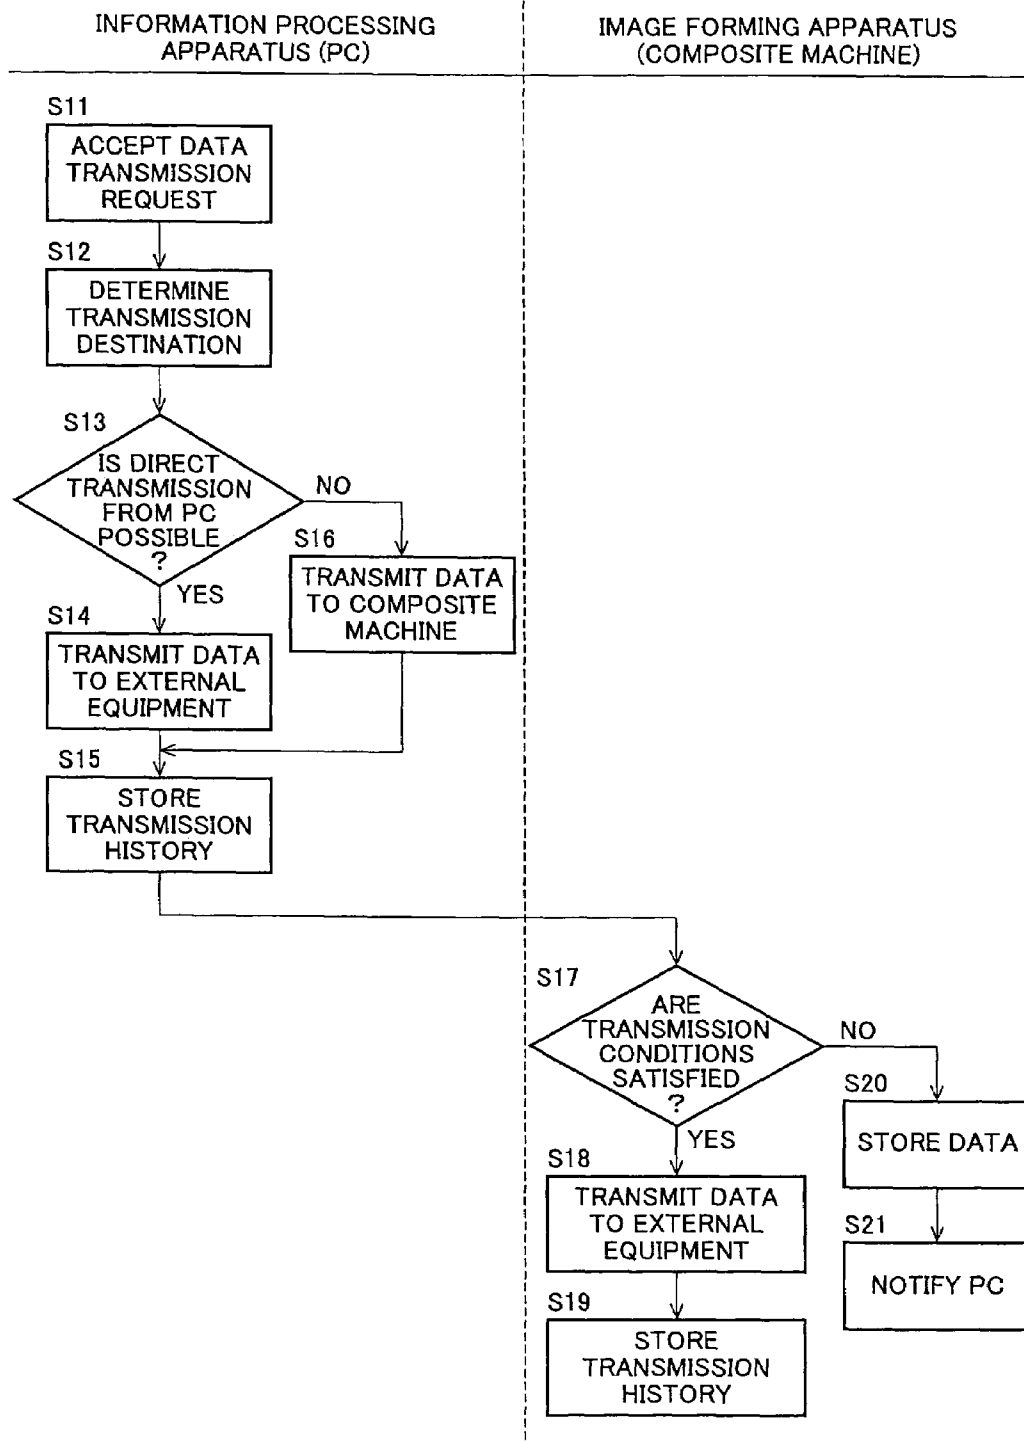 INFORMATION PROCESSING
APPARATUS (PC)
IMAGE FORMING APPARATUS
(COMPOSITE MACHINE)
S11
ACCEPT DATA
TRANSMISSION
REQUEST
S12
DETERMINE
TRANSMISSION
DESTINATION
S13
IS DIRECT
TRANSMISSION
FROM PC
POSSIBLE
?
NO
YES
S16
TRANSMIT DATA
TO COMPOSITE
MACHINE
S14
TRANSMIT DATA
TO EXTERNAL
EQUIPMENT
S15
STORE
TRANSMISSION
HISTORY
S17
ARE
TRANSMISSION
CONDITIONS
SATISFIED
?
NO
YES
S20
STORE DATA
S18
TRANSMIT DATA
TO EXTERNAL
EQUIPMENT
S21
NOTIFY PC
S19
STORE
TRANSMISSION
HISTORY